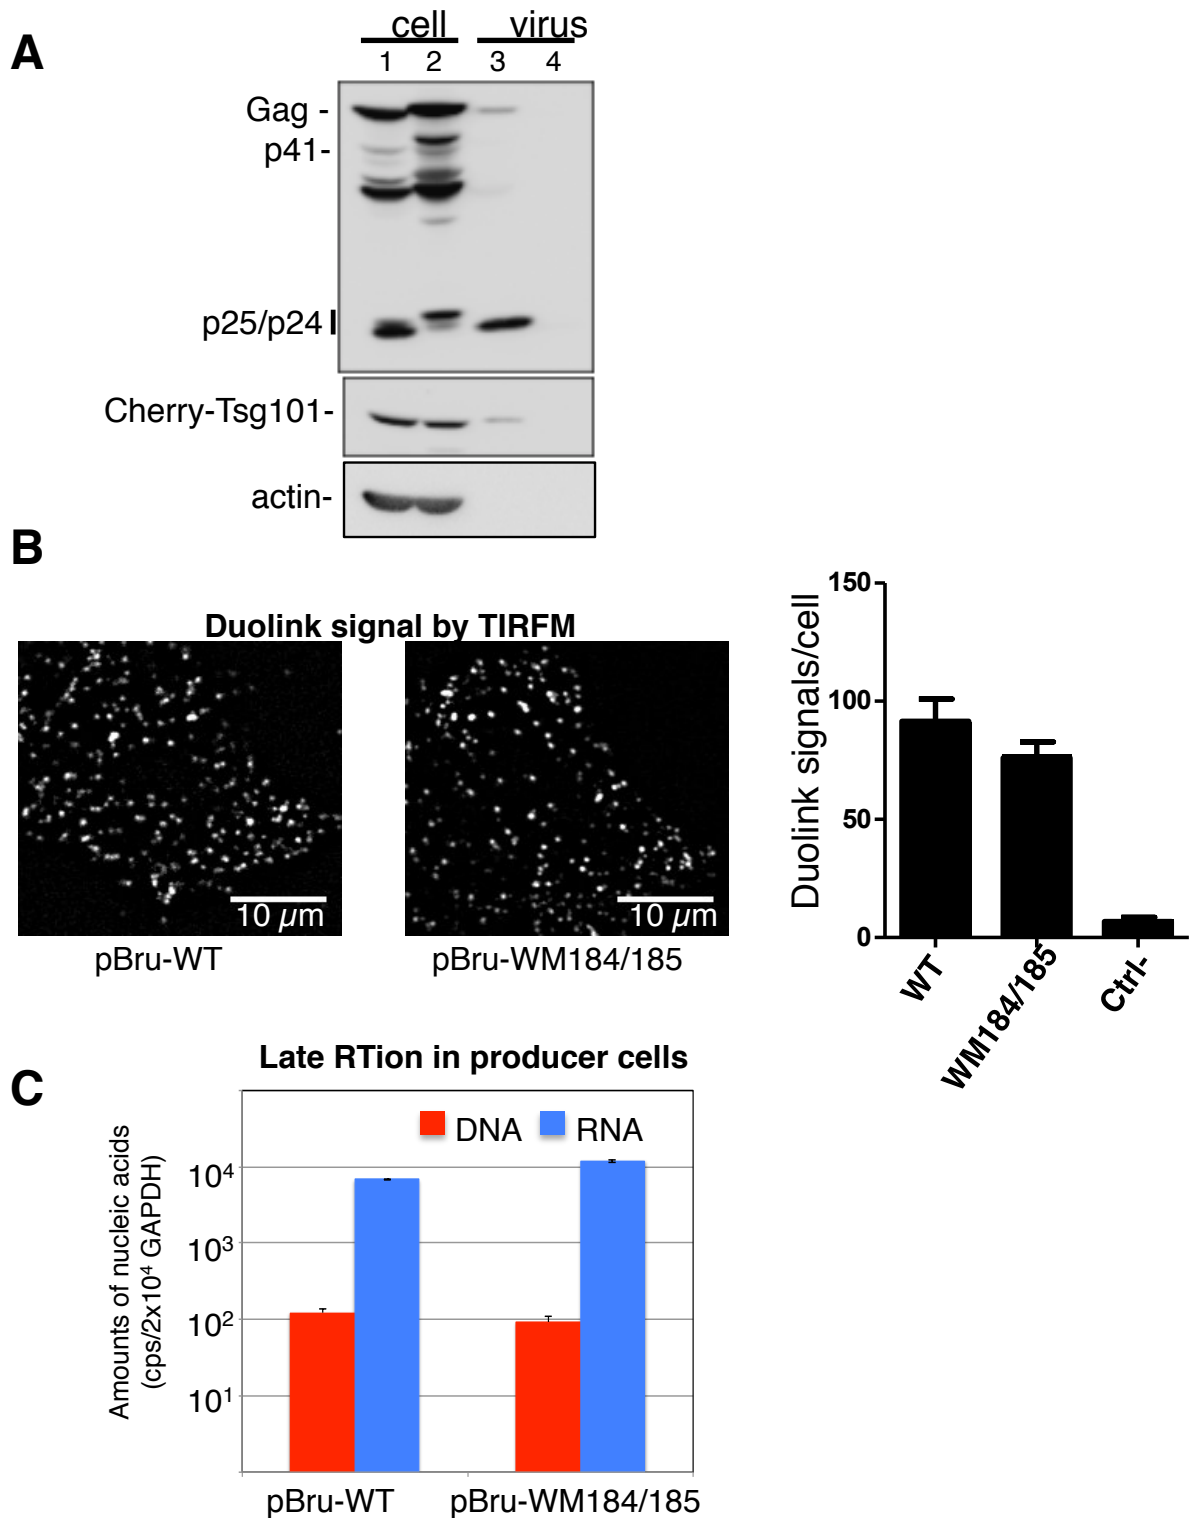 A
cell virus
1 2 3 4
Gag -
p41-
p25/p24
Cherry-Tsg101-
actin-
B
Duolink signal by TIRFM
10 µm
10 µm
pBru-WT
pBru-WM184/185
Duolink signals/cell
150
100
50
0
WT
WM184/185
Ctrl-
C
Late RTion in producer cells
DNA RNA
Amounts of nucleic acids
(cps/2x10⁴ GAPDH)
10⁴
10³
10²
10¹
pBru-WT
pBru-WM184/185